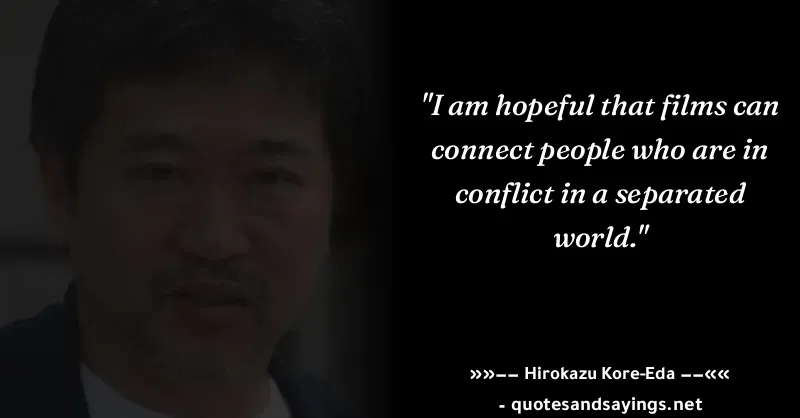 "I am hopeful that films can
connect people who are in
conflict in a separated
world."
»»—— Hirokazu Kore-Eda ——««
- quotesandsayings.net